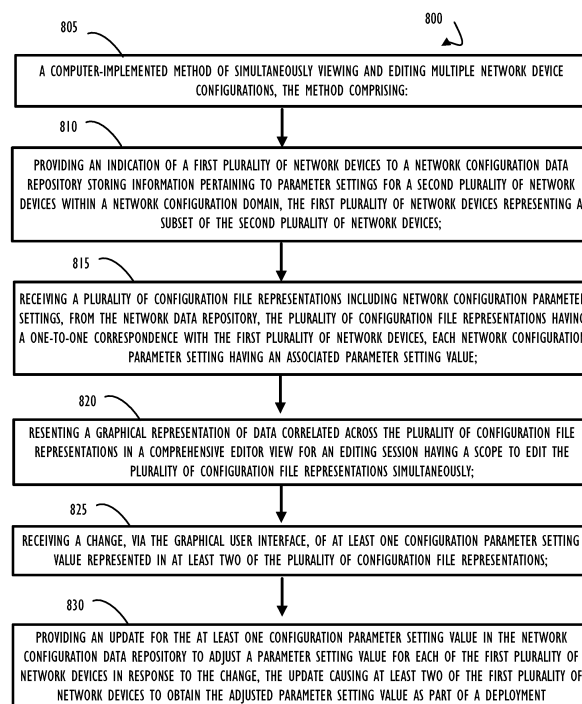 805
800
A COMPUTER-IMPLEMENTED METHOD OF SIMULTANEOUSLY VIEWING AND EDITING MULTIPLE NETWORK DEVICE
CONFIGURATIONS, THE METHOD COMPRISING:
810
PROVIDING AN INDICATION OF A FIRST PLURALITY OF NETWORK DEVICES TO A NETWORK CONFIGURATION DATA
REPOSITORY STORING INFORMATION PERTAINING TO PARAMETER SETTINGS FOR A SECOND PLURALITY OF NETWORK
DEVICES WITHIN A NETWORK CONFIGURATION DOMAIN, THE FIRST PLURALITY OF NETWORK DEVICES REPRESENTING A
SUBSET OF THE SECOND PLURALITY OF NETWORK DEVICES;
815
RECEIVING A PLURALITY OF CONFIGURATION FILE REPRESENTATIONS INCLUDING NETWORK CONFIGURATION PARAMETER
SETTINGS, FROM THE NETWORK DATA REPOSITORY, THE PLURALITY OF CONFIGURATION FILE REPRESENTATIONS HAVING
A ONE-TO-ONE CORRESPONDENCE WITH THE FIRST PLURALITY OF NETWORK DEVICES, EACH NETWORK CONFIGURATION
PARAMETER SETTING HAVING AN ASSOCIATED PARAMETER SETTING VALUE;
820
RESENTING A GRAPHICAL REPRESENTATION OF DATA CORRELATED ACROSS THE PLURALITY OF CONFIGURATION FILE
REPRESENTATIONS IN A COMPREHENSIVE EDITOR VIEW FOR AN EDITING SESSION HAVING A SCOPE TO EDIT THE
PLURALITY OF CONFIGURATION FILE REPRESENTATIONS SIMULTANEOUSLY;
825
RECEIVING A CHANGE, VIA THE GRAPHICAL USER INTERFACE, OF AT LEAST ONE CONFIGURATION PARAMETER SETTING
VALUE REPRESENTED IN AT LEAST TWO OF THE PLURALITY OF CONFIGURATION FILE REPRESENTATIONS;
830
PROVIDING AN UPDATE FOR THE AT LEAST ONE CONFIGURATION PARAMETER SETTING VALUE IN THE NETWORK
CONFIGURATION DATA REPOSITORY TO ADJUST A PARAMETER SETTING VALUE FOR EACH OF THE FIRST PLURALITY OF
NETWORK DEVICES IN RESPONSE TO THE CHANGE, THE UPDATE CAUSING AT LEAST TWO OF THE FIRST PLURALITY OF
NETWORK DEVICES TO OBTAIN THE ADJUSTED PARAMETER SETTING VALUE AS PART OF A DEPLOYMENT